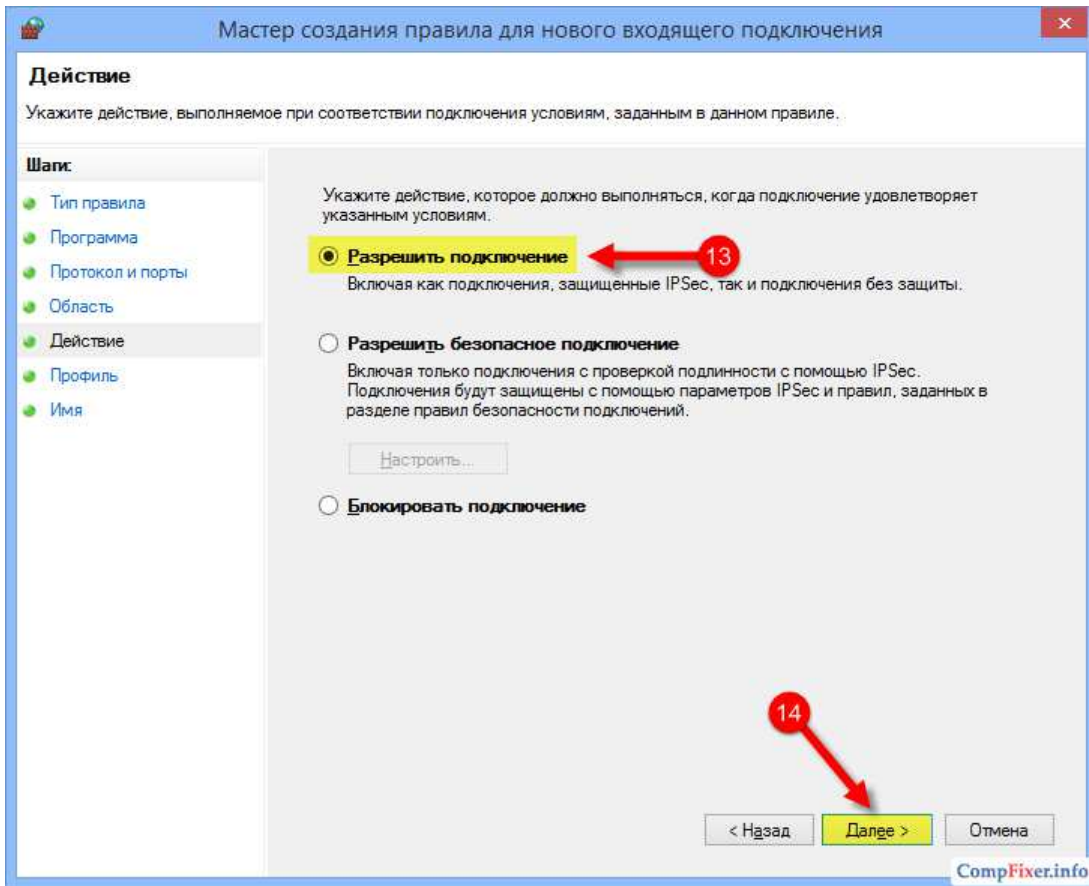 Мастер создания правила для нового входящего подключения
Действие
Укажите действие, выполняемое при соответствии подключения условиям, заданным в данном правиле.
Шаги:
Тип правила
Программа
Протокол и порты
Область
Действие
Профиль
Имя
Укажите действие, которое должно выполняться, когда подключение удовлетворяет
указанным условиям.
Разрешить подключение
13
Включая как подключения, защищенные IPSec, так и подключения без защиты.
Разрешить безопасное подключение
Включая только подключения с проверкой подлинности с помощью IPSec.
Подключения будут защищены с помощью параметров IPSec и правил, заданных в
разделе правил безопасности подключений.
Настроить...
Блокировать подключение
14
< Назад
Далее >
Отмена
CompFixer.info